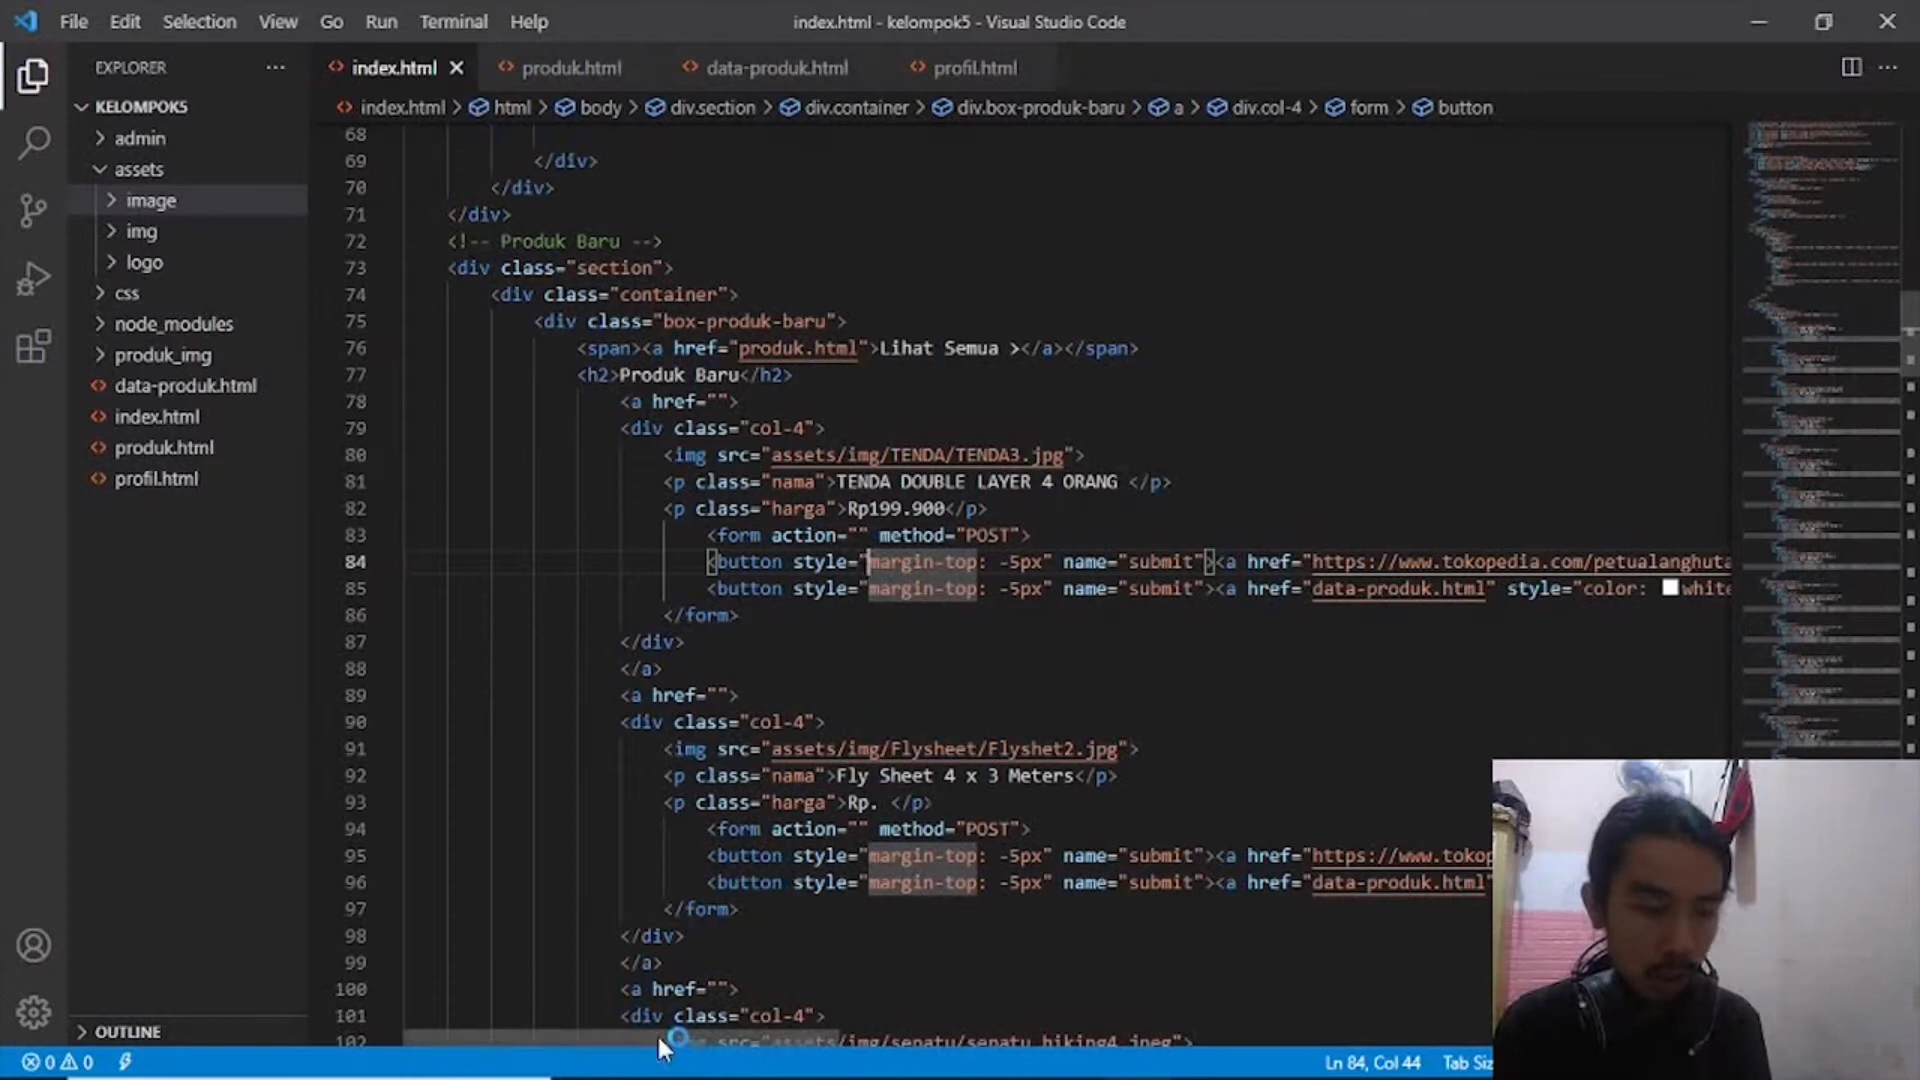 File Edit Selection View Go Run Terminal Help
index.html - kelompok5 - Visual Studio Code
EXPLORER
index.html
produk.html
data-produk.html
profil.html
KELOMPOK5
admin
assets
image
img
logo
css
node_modules
produk_img
data-produk.html
index.html
produk.html
profil.html
OUTLINE
index.html > html > body > div.section > div.container > div.box-produk-baru > a > div.col-4 > form > button
68
69 </div>
70 </div>
71 </div>
72 <!-- Produk Baru -->
73 <div class="section">
74 <div class="container">
75 <div class="box-produk-baru">
76 <span><a href="produk.html">Lihat Semua ></a></span>
77 <h2>Produk Baru</h2>
78 <a href="">
79 <div class="col-4">
80 <img src="assets/img/TENDA/TENDA3.jpg">
81 <p class="nama">TENDA DOUBLE LAYER 4 ORANG </p>
82 <p class="harga">Rp199.900</p>
83 <form action="" method="POST">
84 <button style="margin-top: -5px" name="submit"><a href="https://www.tokopedia.com/petualanghuta
85 <button style="margin-top: -5px" name="submit"><a href="data-produk.html" style="color: white
86 </form>
87 </div>
88 </a>
89 <a href="">
90 <div class="col-4">
91 <img src="assets/img/Flysheet/Flyshet2.jpg">
92 <p class="nama">Fly Sheet 4 x 3 Meters</p>
93 <p class="harga">Rp. </p>
94 <form action="" method="POST">
95 <button style="margin-top: -5px" name="submit"><a href="https://www.tokop
96 <button style="margin-top: -5px" name="submit"><a href="data-produk.html"
97 </form>
98 </div>
99 </a>
100 <a href="">
101 <div class="col-4">
102 src="assets/img/sepatu/sepatu hiking4.jpeg">
0 0
Ln 84, Col 44 Tab Siz